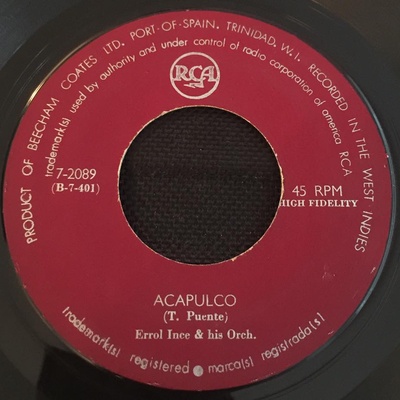 PRODUCT OF BEECHAM COATES LTD. PORT-OF-SPAIN. TRINIDAD, W.I. RECORDED IN THE WEST INDIES
trademark(s) used by authority and under control of radio corporation of america RCA
RCA
7-2089
(B-7-401)
45 RPM
HIGH FIDELITY
ACAPULCO
(T. Puente)
Errol Ince & his Orch.
trademark(s) registered • marca(s) registrada(s)